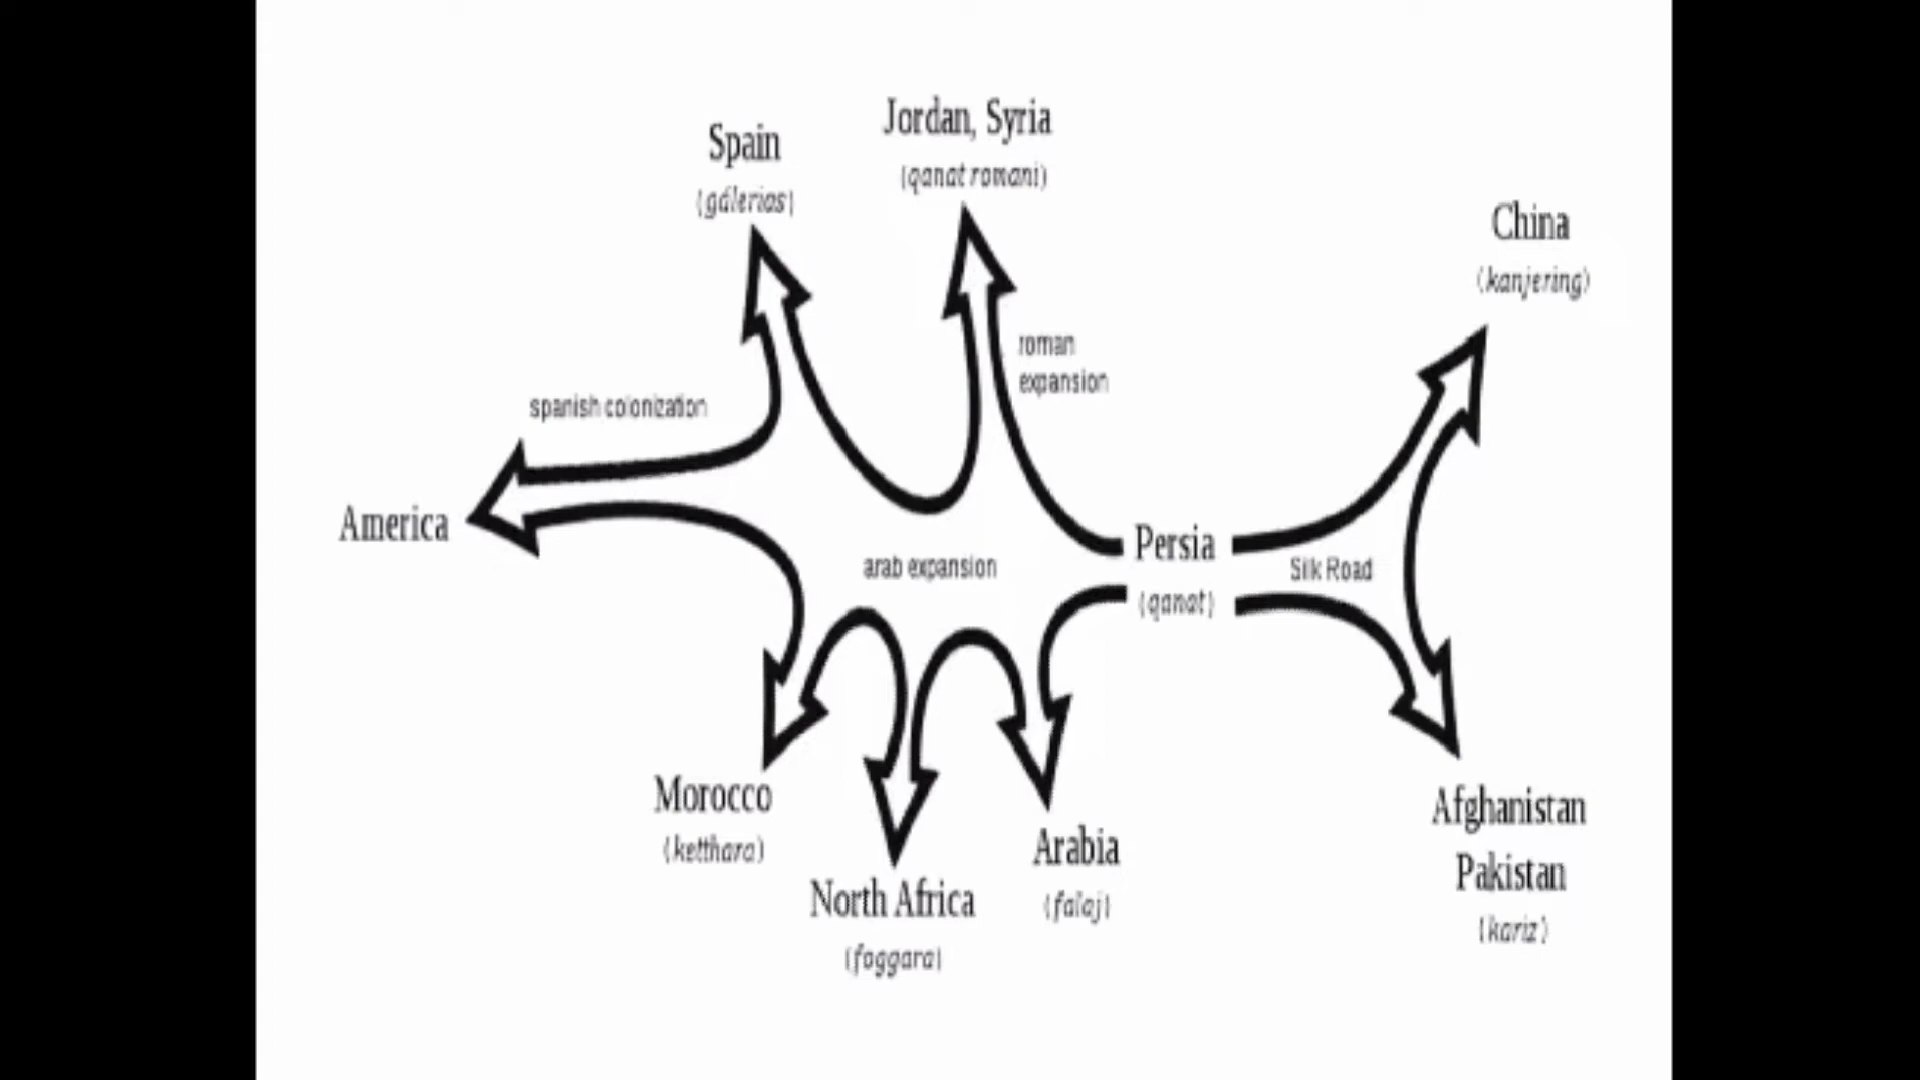 Jordan, Syria
(qanat romani)
Spain
(gálerias)
China
(kanjering)
roman
expansion
spanish colonization
America
arab expansion
Persia
(qanat)
Silk Road
Morocco
(ketthara)
North Africa
(foggara)
Arabia
(falaj)
Afghanistan
Pakistan
(kariz)